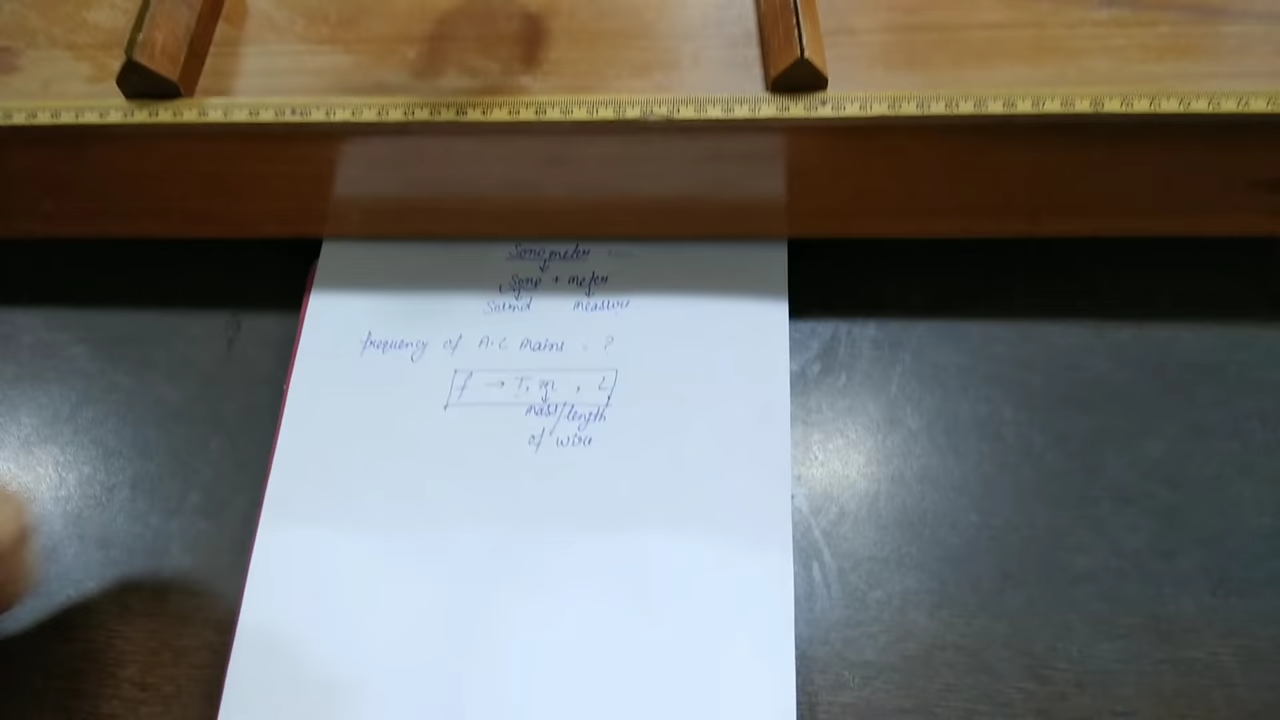 Sonometer
Sono + meter
Sound measure
frequency of A.C Mains = ?
f → T, m , L
mass/length
of wire